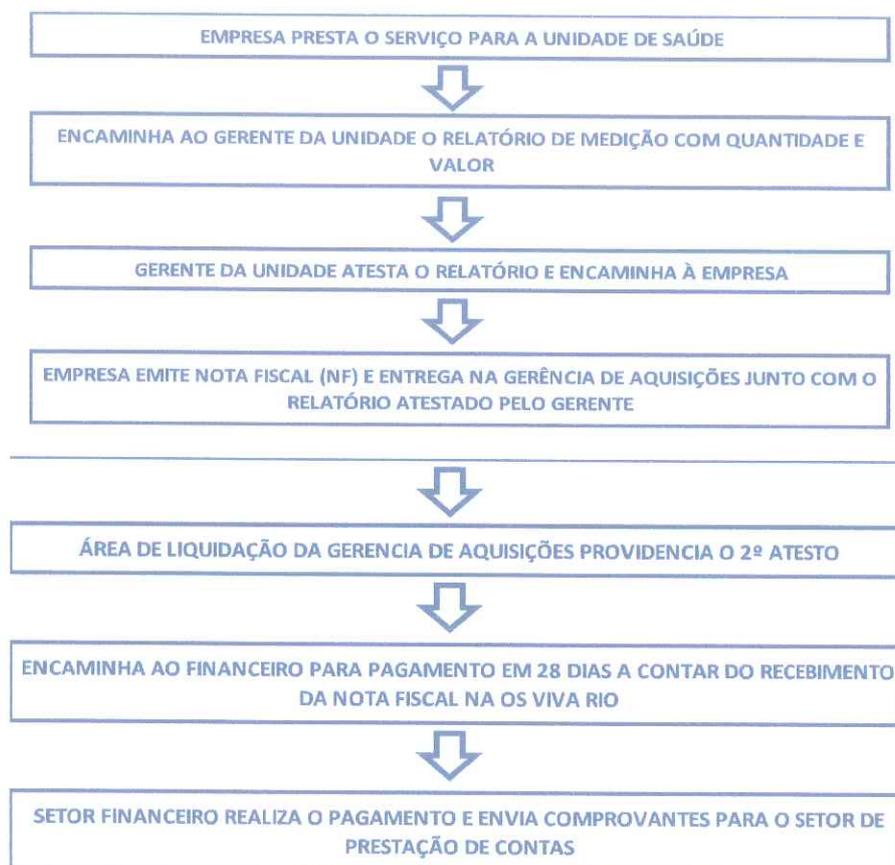 EMPRESA PRESTA O SERVIÇO PARA A UNIDADE DE SAÚDE
ENCAMINHA AO GERENTE DA UNIDADE O RELATÓRIO DE MEDIÇÃO COM QUANTIDADE E
VALOR
GERENTE DA UNIDADE ATESTA O RELATÓRIO E ENCAMINHA À EMPRESA
EMPRESA EMITE NOTA FISCAL (NF) E ENTREGA NA GERÊNCIA DE AQUISIÇÕES JUNTO COM O
RELATÓRIO ATESTADO PELO GERENTE
ÁREA DE LIQUIDAÇÃO DA GERENCIA DE AQUISIÇÕES PROVIDENCIA O 2º ATESTO
ENCAMINHA AO FINANCEIRO PARA PAGAMENTO EM 28 DIAS A CONTAR DO RECEBIMENTO
DA NOTA FISCAL NA OS VIVA RIO
SETOR FINANCEIRO REALIZA O PAGAMENTO E ENVIA COMPROVANTES PARA O SETOR DE
PRESTAÇÃO DE CONTAS